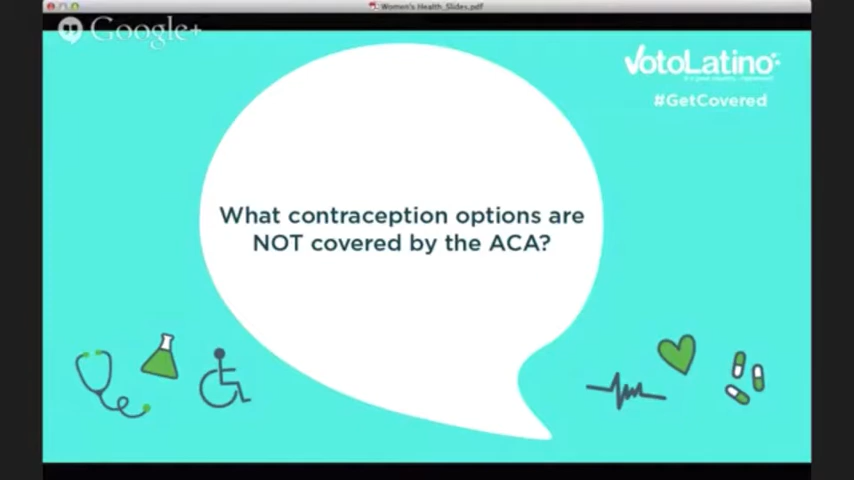 Women's Health_Slides.pdf
Google+
VotoLatino
#GetCovered
What contraception options are
NOT covered by the ACA?